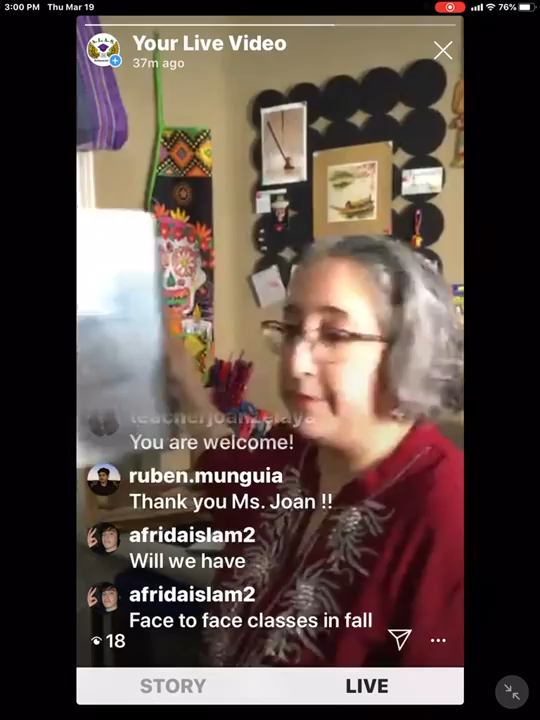 3:00 PM Thu Mar 19
76%
Your Live Video
37m ago
teacherjoanzelaya
You are welcome!
ruben.munguia
Thank you Ms. Joan !!
afridaislam2
Will we have
afridaislam2
Face to face classes in fall
18
STORY
LIVE